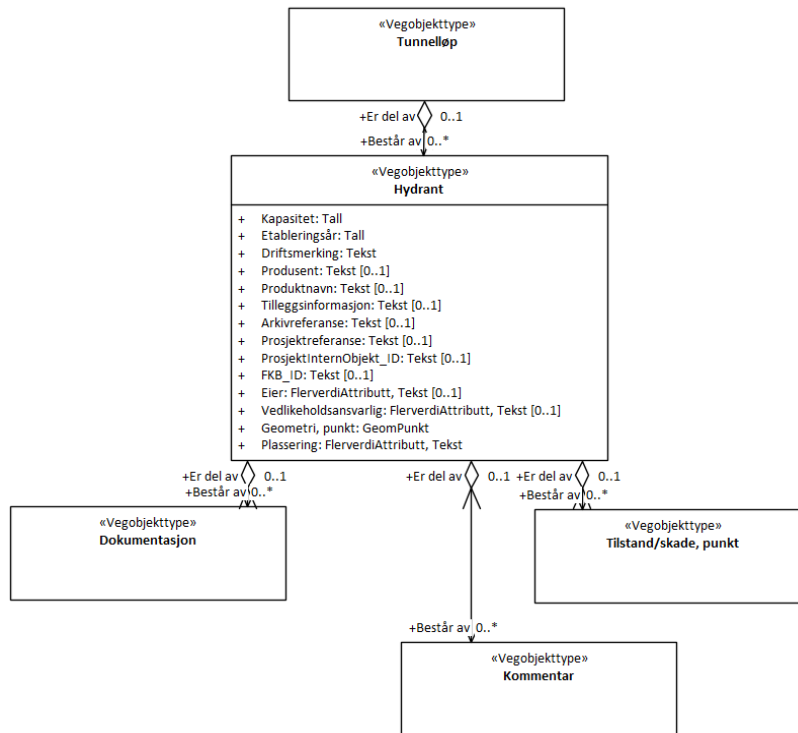 «Vegobjekttype»
Tunnelløp
+Er del av 0..1
+Består av 0..*
«Vegobjekttype»
Hydrant
+ Kapasitet: Tall
+ Etableringsår: Tall
+ Driftsmerking: Tekst
+ Produsent: Tekst [0..1]
+ Produktnavn: Tekst [0..1]
+ Tilleggsinformasjon: Tekst [0..1]
+ Arkivreferanse: Tekst [0..1]
+ Prosjektreferanse: Tekst [0..1]
+ ProsjektInternObjekt_ID: Tekst [0..1]
+ FKB_ID: Tekst [0..1]
+ Eier: FlerverdiAttributt, Tekst [0..1]
+ Vedlikeholdsansvarlig: FlerverdiAttributt, Tekst [0..1]
+ Geometri, punkt: GeomPunkt
+ Plassering: FlerverdiAttributt, Tekst
+Er del av 0..1 +Er del av 0..1 +Er del av 0..1
+Består av 0..* +Består av 0..*
«Vegobjekttype»
Dokumentasjon
«Vegobjekttype»
Tilstand/skade, punkt
+Består av 0..*
«Vegobjekttype»
Kommentar